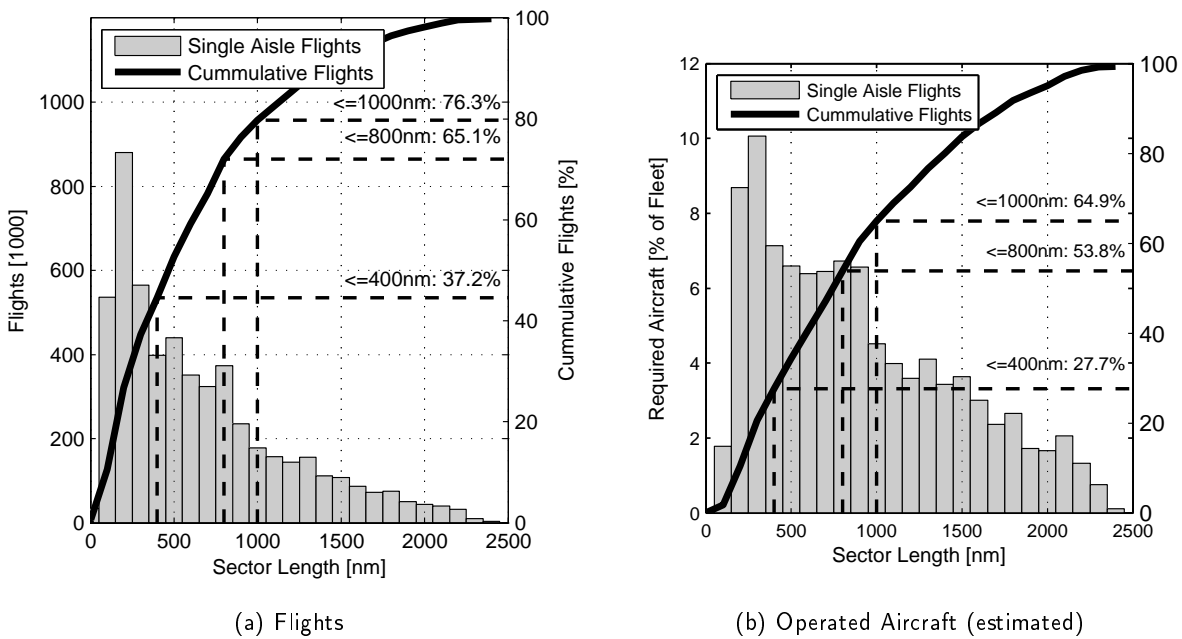 Single Aisle Flights
Cummulative Flights
<=1000nm: 76.3%
<=800nm: 65.1%
<=400nm: 37.2%
Flights [1000]
0
200
400
600
800
1000
Cummulative Flights [%]
0
20
40
60
80
100
0
500
1000
1500
2000
2500
Sector Length [nm]
(a) Flights
Single Aisle Flights
Cummulative Flights
<=1000nm: 64.9%
<=800nm: 53.8%
<=400nm: 27.7%
Required Aircraft [% of Fleet]
0
2
4
6
8
10
12
0
20
40
60
80
100
0
500
1000
1500
2000
2500
Sector Length [nm]
(b) Operated Aircraft (estimated)